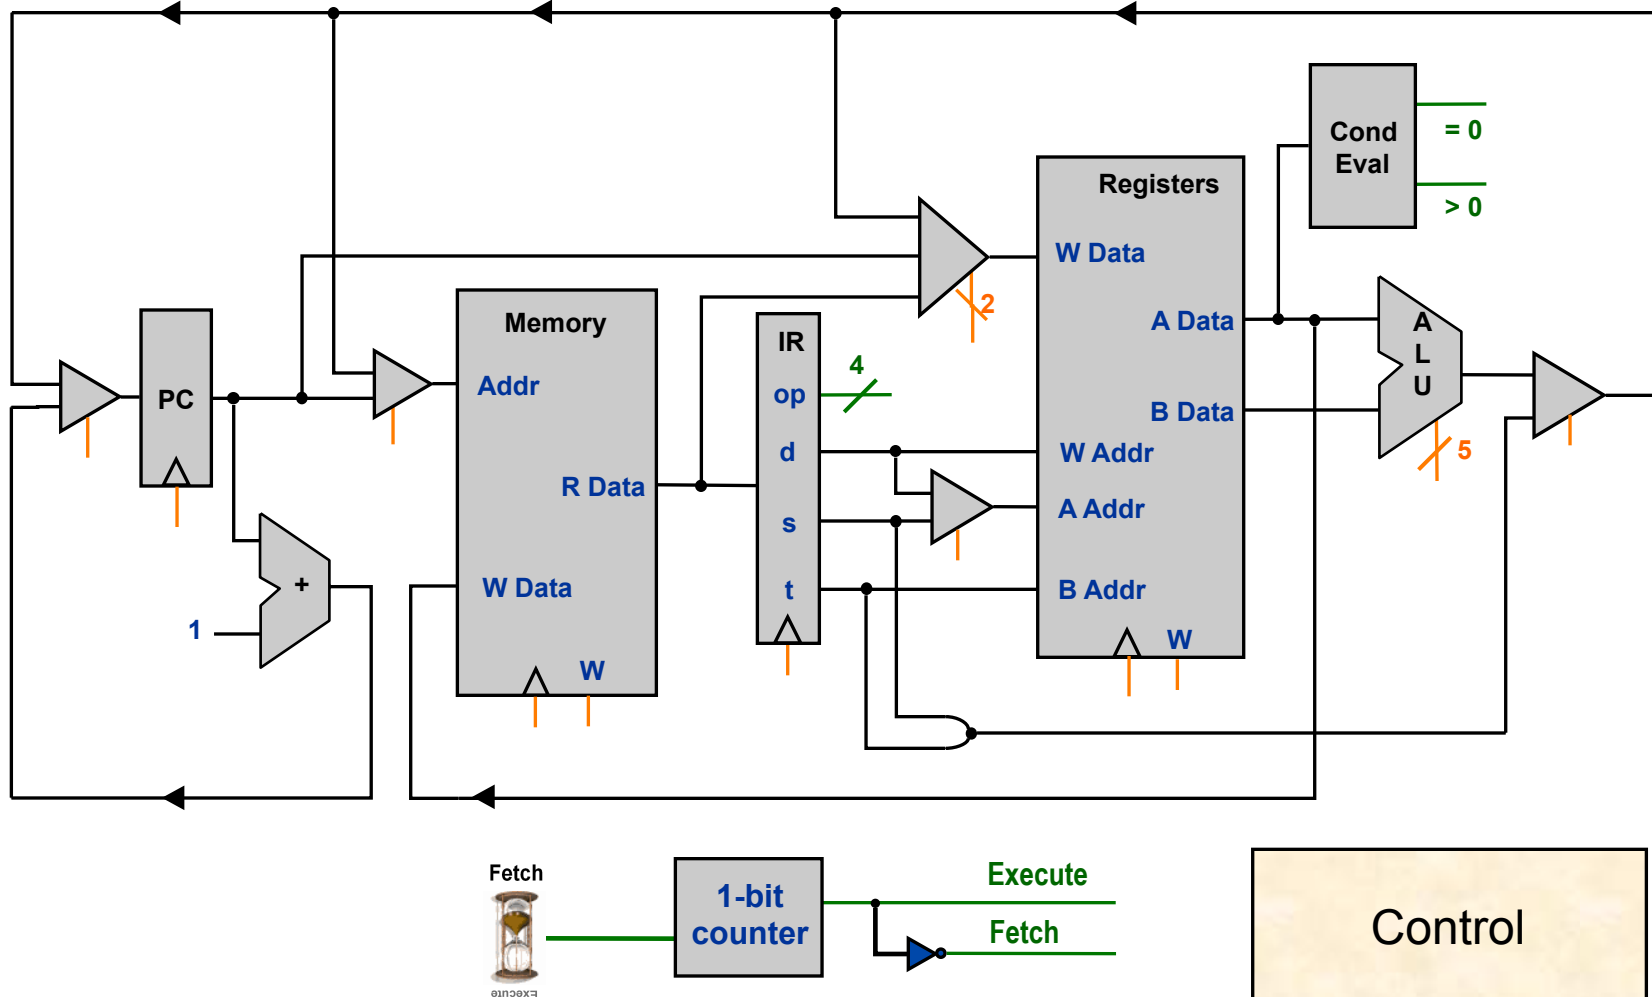 Cond
Eval
= 0
> 0
Registers
W Data
A Data
B Data
W Addr
A Addr
B Addr
W
2
A
L
U
5
Memory
Addr
R Data
W Data
W
IR
op
d
s
t
4
PC
+
1
Fetch
Execute
1-bit
counter
Execute
Fetch
Control